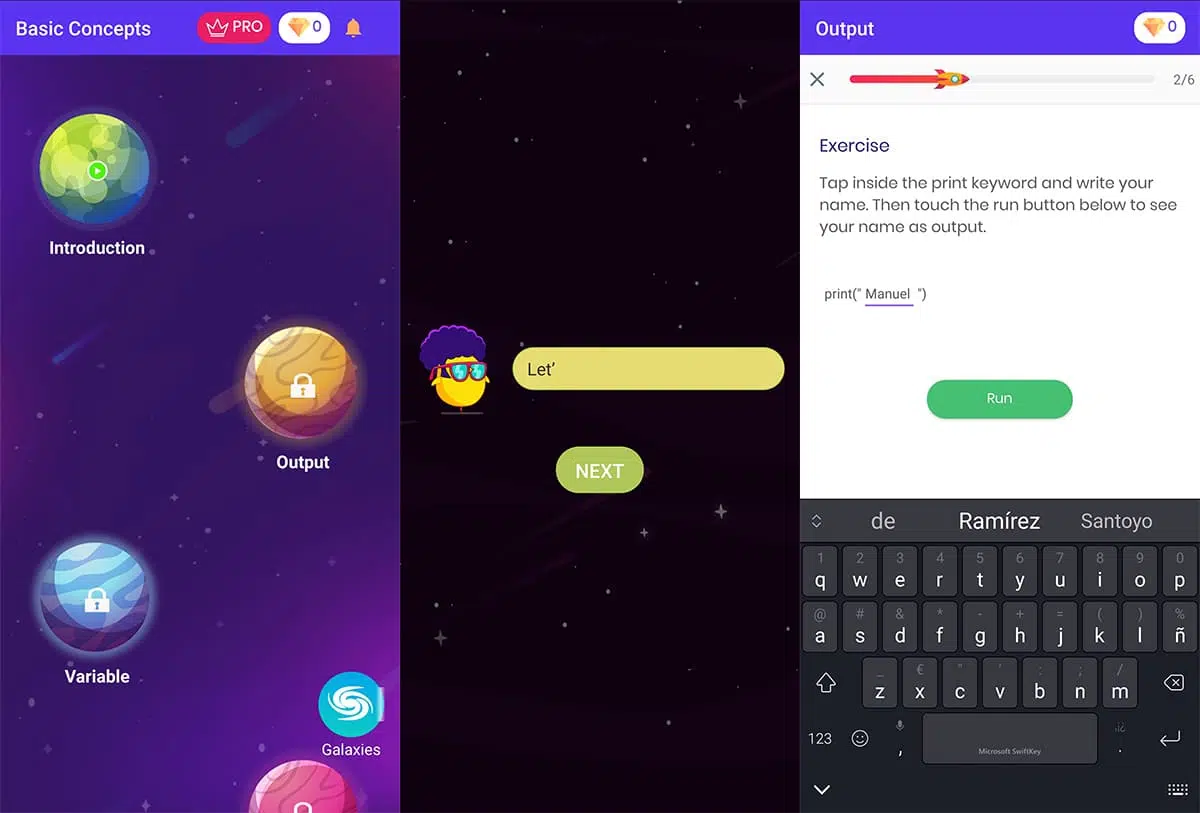 Basic Concepts
PRO
0
Introduction
Output
Variable
Galaxies
Let’
NEXT
Output
0
2/6
Exercise
Tap inside the print keyword and write your
name. Then touch the run button below to see
your name as output.
print(" Manuel ")
Run
de Ramírez Santoyo
1 2 3 4 5 6 7 8 9 0
q w e r t y u i o p
@ # & * - + = ( ) %
a s d f g h j k l ñ
_ € " ' : ; /
z x c v b n m
123 , Microsoft SwiftKey .